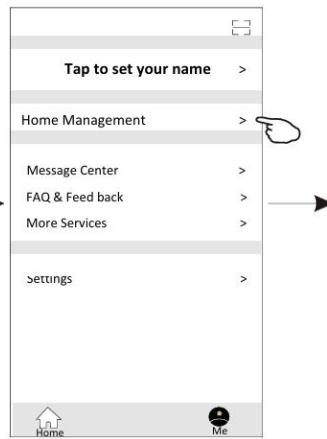 Tap to set your name >
Home Management >
Message Center >
FAQ & Feed back >
More Services >
Settings >
Home Me